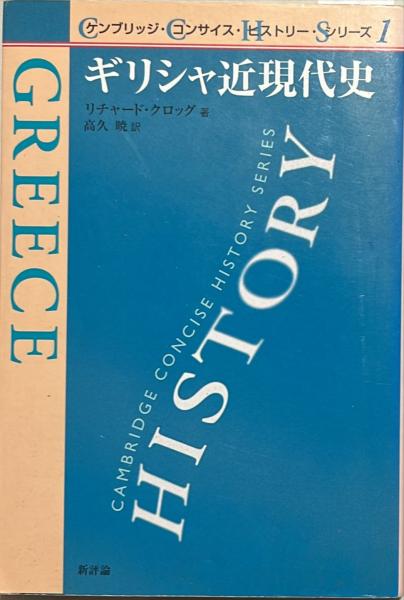 ケンブリッジ・コンサイス・ヒストリー・シリーズ1
C C H S
ギリシャ近現代史
リチャード・クロッグ 著
高久 暁 訳
GREECE
CAMBRIDGE CONCISE HISTORY SERIES
HISTORY
新評論